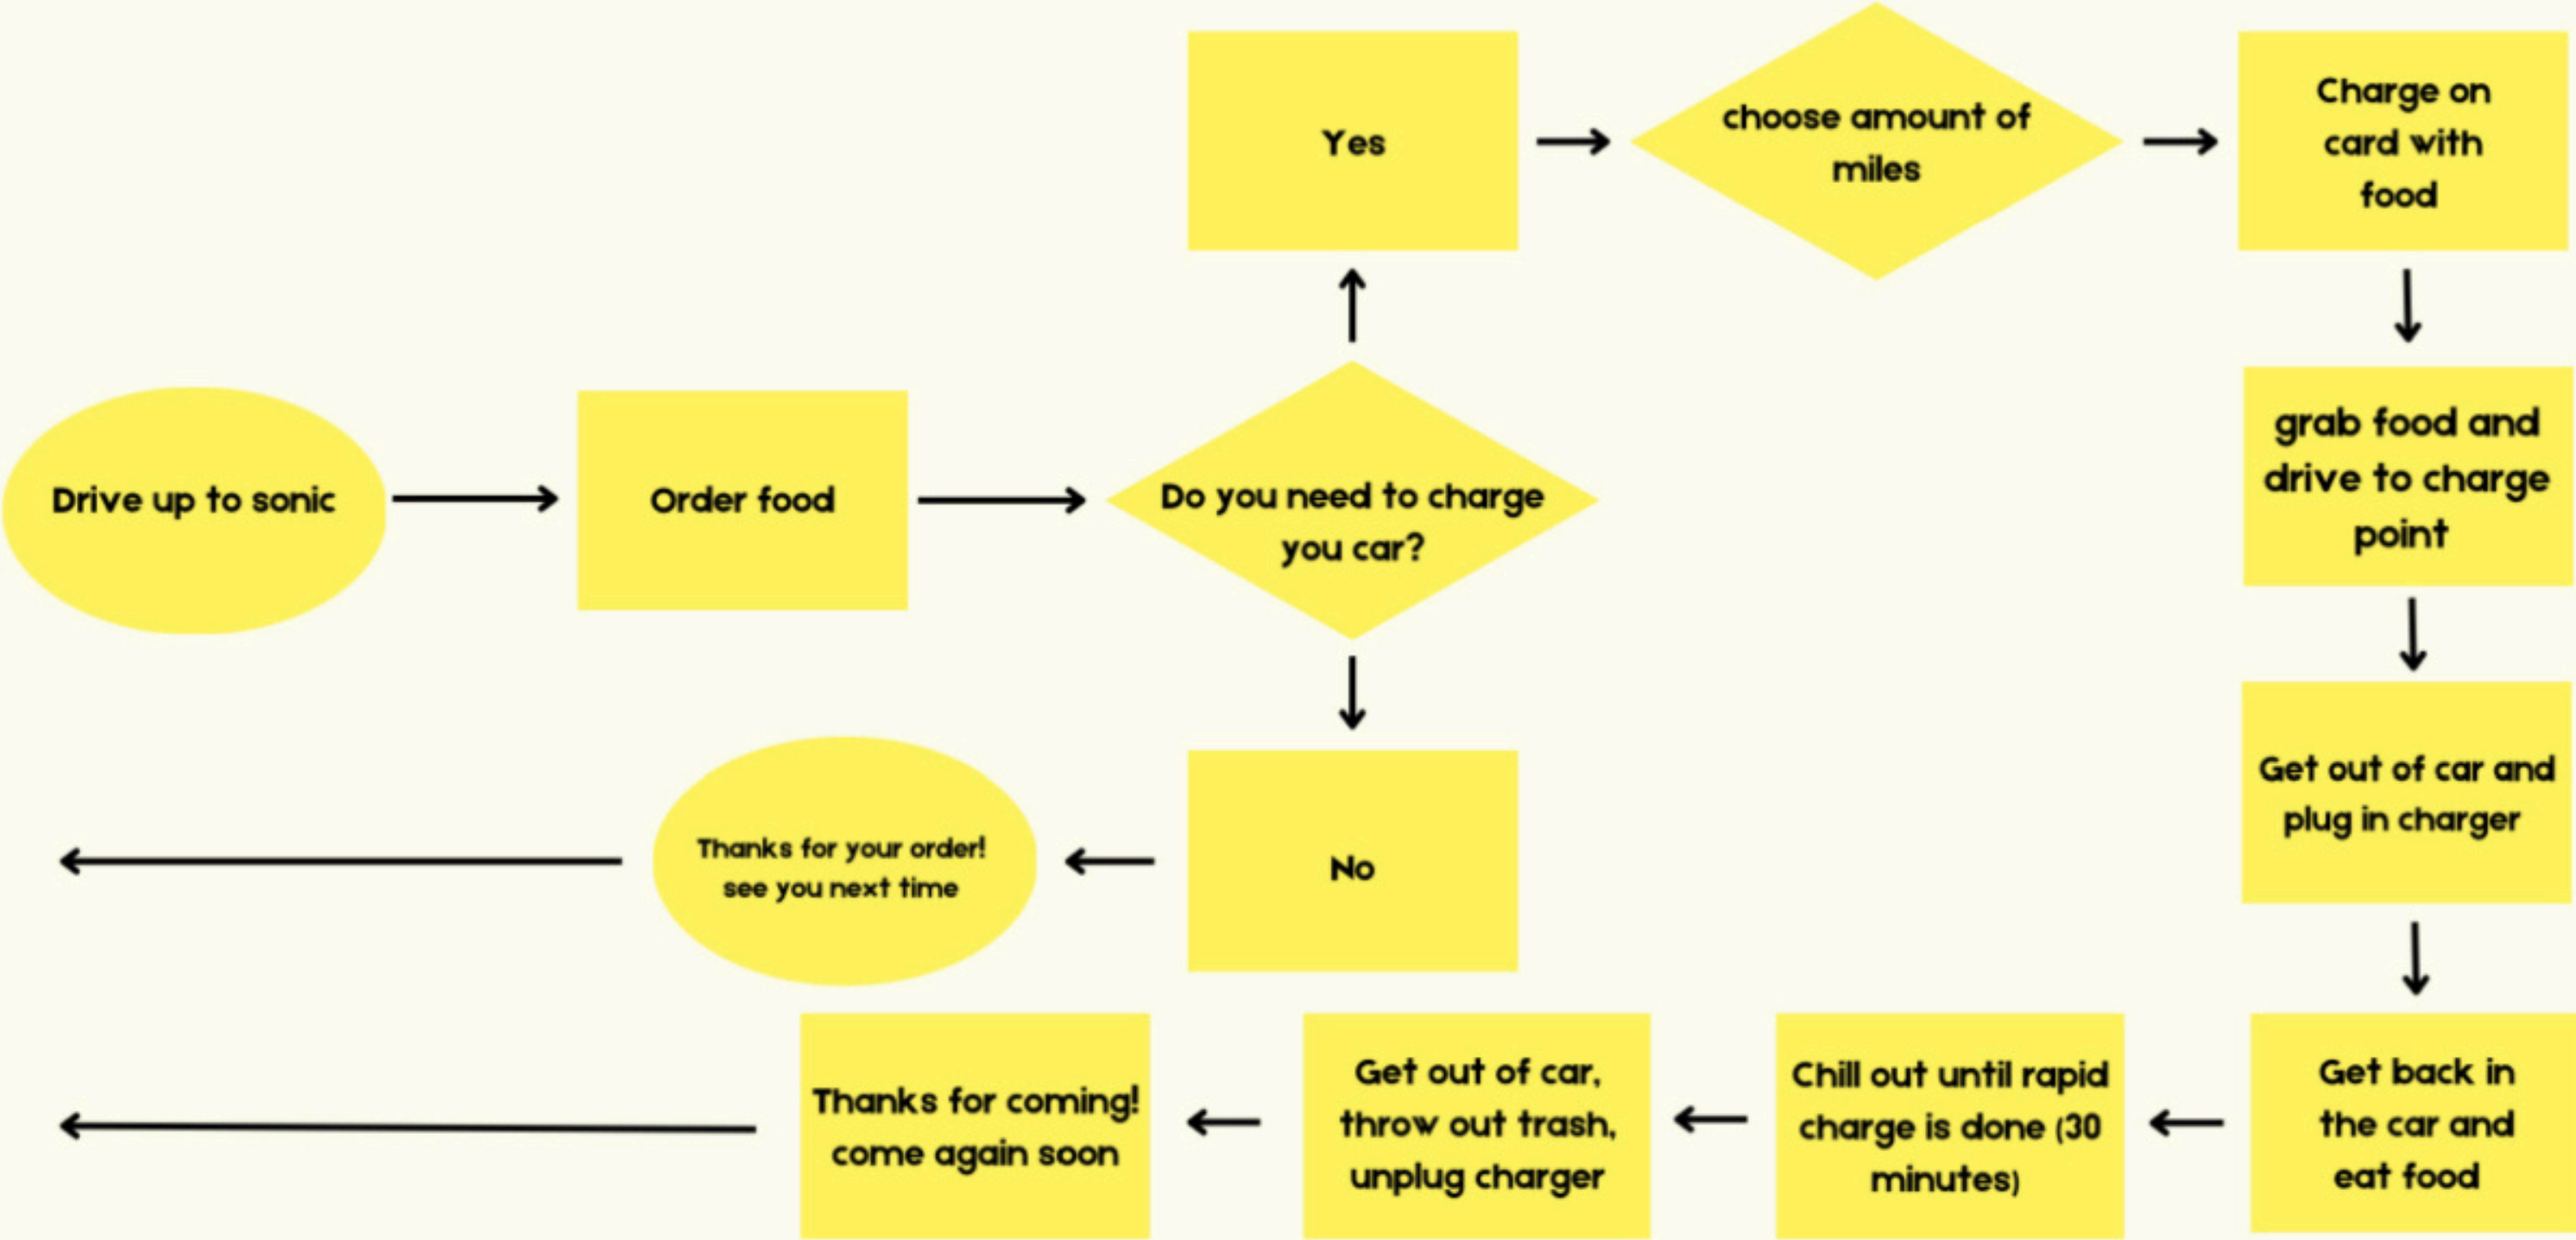 Yes
choose amount of
miles
Charge on
card with
food
Drive up to sonic
Order food
Do you need to charge
you car?
grab food and
drive to charge
point
Get out of car and
plug in charger
No
Thanks for your order!
see you next time
Get back in
the car and
eat food
Chill out until rapid
charge is done (30
minutes)
Get out of car,
throw out trash,
unplug charger
Thanks for coming!
come again soon